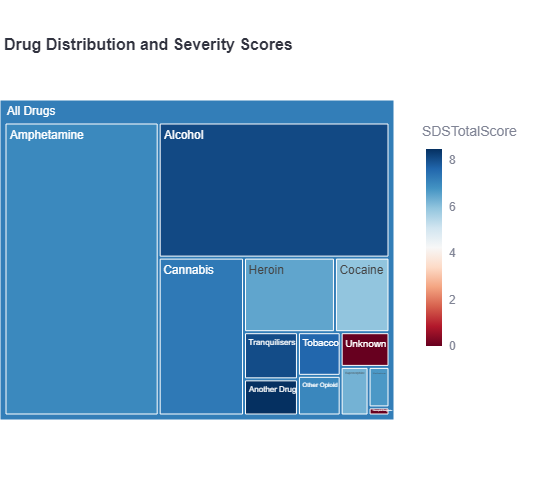 Drug Distribution and Severity Scores
All Drugs
Amphetamine
Alcohol
Cannabis
Heroin
Cocaine
Tranquilisers
Tobacco
Unknown
Another Drug
Other Opioid
SDSTotalScore
8
6
4
2
0